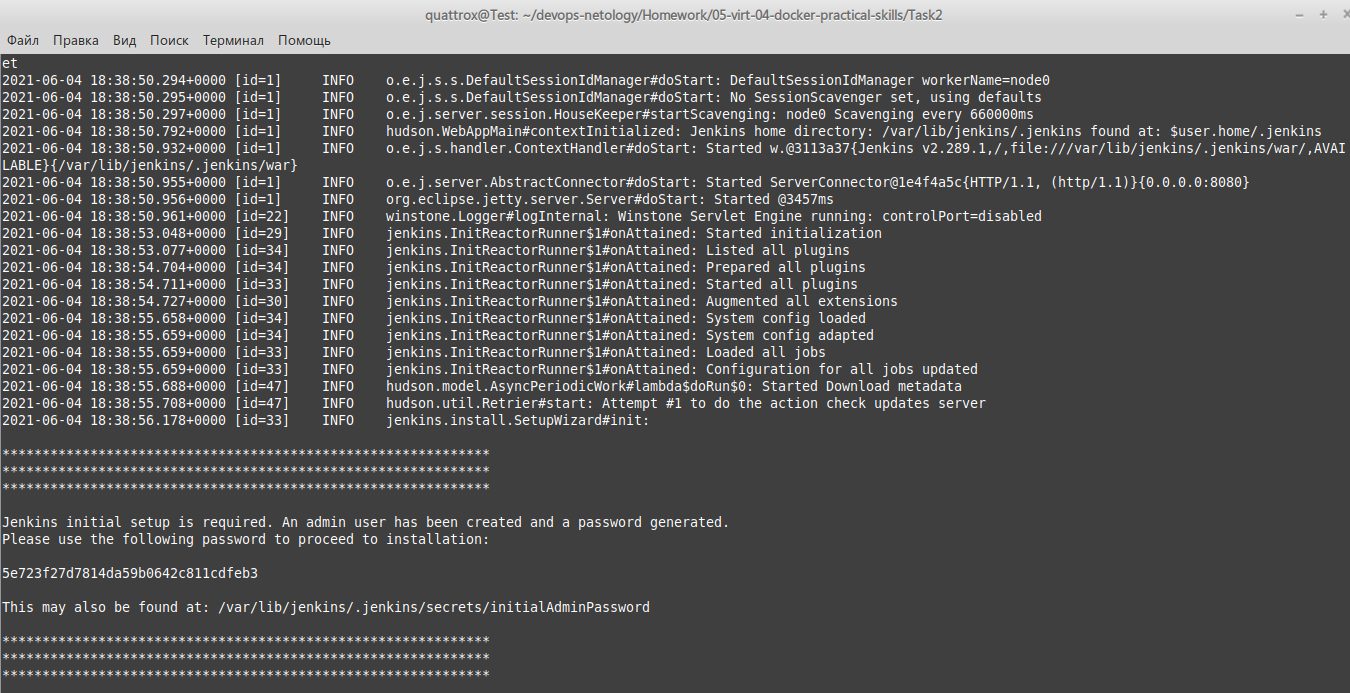 quattrox@Test: ~/devops-netology/Homework/05-virt-04-docker-practical-skills/Task2
Файл Правка Вид Поиск Терминал Помощь
et
2021-06-04 18:38:50.294+0000 [id=1] INFO o.e.j.s.s.DefaultSessionIdManager#doStart: DefaultSessionIdManager workerName=node0
2021-06-04 18:38:50.295+0000 [id=1] INFO o.e.j.s.s.DefaultSessionIdManager#doStart: No SessionScavenger set, using defaults
2021-06-04 18:38:50.297+0000 [id=1] INFO o.e.j.server.session.HouseKeeper#startScavenging: node0 Scavenging every 660000ms
2021-06-04 18:38:50.792+0000 [id=1] INFO hudson.WebAppMain#contextInitialized: Jenkins home directory: /var/lib/jenkins/.jenkins found at: $user.home/.jenkins
2021-06-04 18:38:50.932+0000 [id=1] INFO o.e.j.s.handler.ContextHandler#doStart: Started w.@3113a37{Jenkins v2.289.1,/,file:///var/lib/jenkins/.jenkins/war/,AVAI
LABLE}{/var/lib/jenkins/.jenkins/war}
2021-06-04 18:38:50.955+0000 [id=1] INFO o.e.j.server.AbstractConnector#doStart: Started ServerConnector@1e4f4a5c{HTTP/1.1, (http/1.1)}{0.0.0.0:8080}
2021-06-04 18:38:50.956+0000 [id=1] INFO org.eclipse.jetty.server.Server#doStart: Started @3457ms
2021-06-04 18:38:50.961+0000 [id=22] INFO winstone.Logger#logInternal: Winstone Servlet Engine running: controlPort=disabled
2021-06-04 18:38:53.048+0000 [id=29] INFO jenkins.InitReactorRunner$1#onAttained: Started initialization
2021-06-04 18:38:53.077+0000 [id=34] INFO jenkins.InitReactorRunner$1#onAttained: Listed all plugins
2021-06-04 18:38:54.704+0000 [id=34] INFO jenkins.InitReactorRunner$1#onAttained: Prepared all plugins
2021-06-04 18:38:54.711+0000 [id=33] INFO jenkins.InitReactorRunner$1#onAttained: Started all plugins
2021-06-04 18:38:54.727+0000 [id=30] INFO jenkins.InitReactorRunner$1#onAttained: Augmented all extensions
2021-06-04 18:38:55.658+0000 [id=34] INFO jenkins.InitReactorRunner$1#onAttained: System config loaded
2021-06-04 18:38:55.659+0000 [id=34] INFO jenkins.InitReactorRunner$1#onAttained: System config adapted
2021-06-04 18:38:55.659+0000 [id=33] INFO jenkins.InitReactorRunner$1#onAttained: Loaded all jobs
2021-06-04 18:38:55.659+0000 [id=33] INFO jenkins.InitReactorRunner$1#onAttained: Configuration for all jobs updated
2021-06-04 18:38:55.688+0000 [id=47] INFO hudson.model.AsyncPeriodicWork#lambda$doRun$0: Started Download metadata
2021-06-04 18:38:55.708+0000 [id=47] INFO hudson.util.Retrier#start: Attempt #1 to do the action check updates server
2021-06-04 18:38:56.178+0000 [id=33] INFO jenkins.install.SetupWizard#init:
*************************************************************
*************************************************************
*************************************************************
Jenkins initial setup is required. An admin user has been created and a password generated.
Please use the following password to proceed to installation:
5e723f27d7814da59b0642c811cdfeb3
This may also be found at: /var/lib/jenkins/.jenkins/secrets/initialAdminPassword
*************************************************************
*************************************************************
*************************************************************